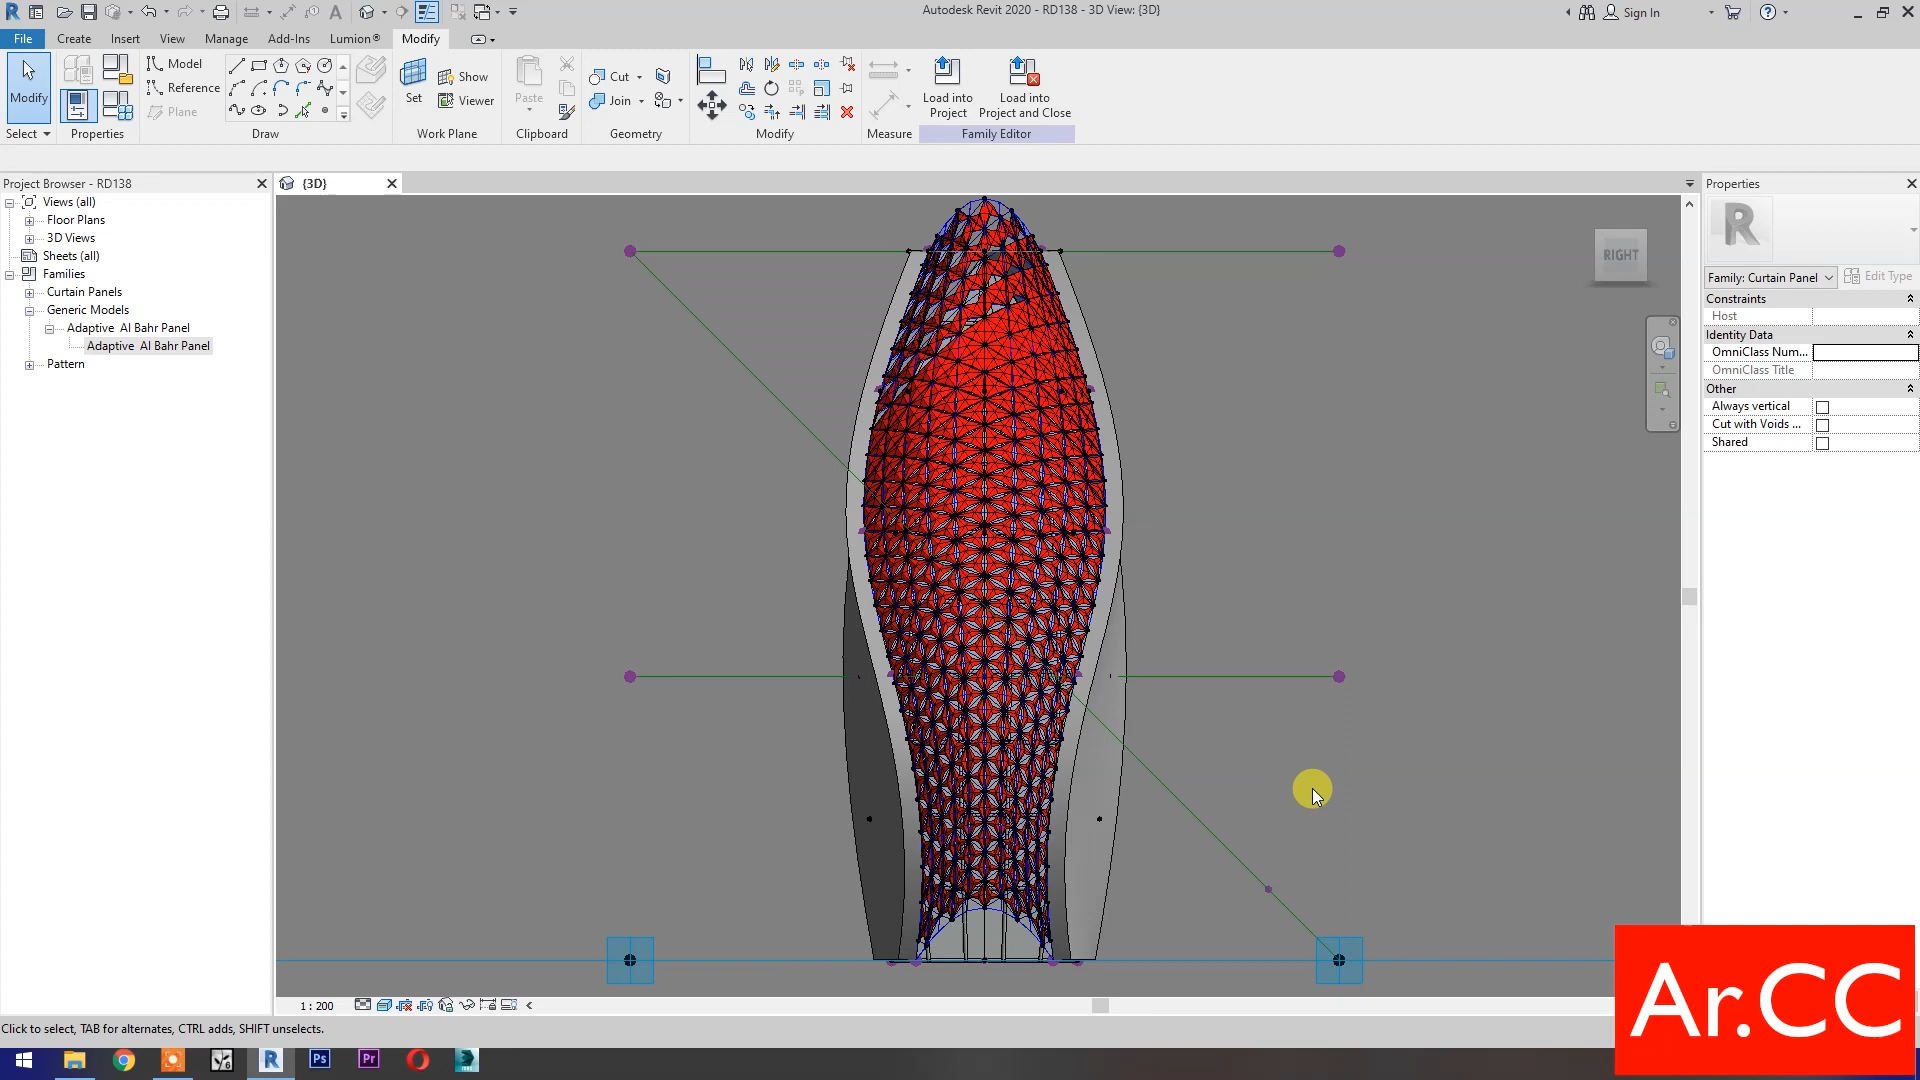 Autodesk Revit 2020 - RD138 - 3D View: {3D}
Sign In
File Create Insert View Manage Add-Ins Lumion® Modify
Modify
Select
Properties
Model
Reference
Plane
Draw
Set
Show
Viewer
Work Plane
Paste
Clipboard
Cut
Join
Geometry
Modify
Measure
Load into
Project
Load into
Project and Close
Family Editor
Project Browser - RD138
Views (all)
Floor Plans
3D Views
Sheets (all)
Families
Curtain Panels
Generic Models
Adaptive Al Bahr Panel
Adaptive Al Bahr Panel
Pattern
{3D}
RIGHT
Properties
Family: Curtain Panel
Edit Type
Constraints
Host
Identity Data
OmniClass Num...
OmniClass Title
Other
Always vertical
Cut with Voids ...
Shared
1 : 200
Click to select, TAB for alternates, CTRL adds, SHIFT unselects.
Ar.CC
Ps
Pr